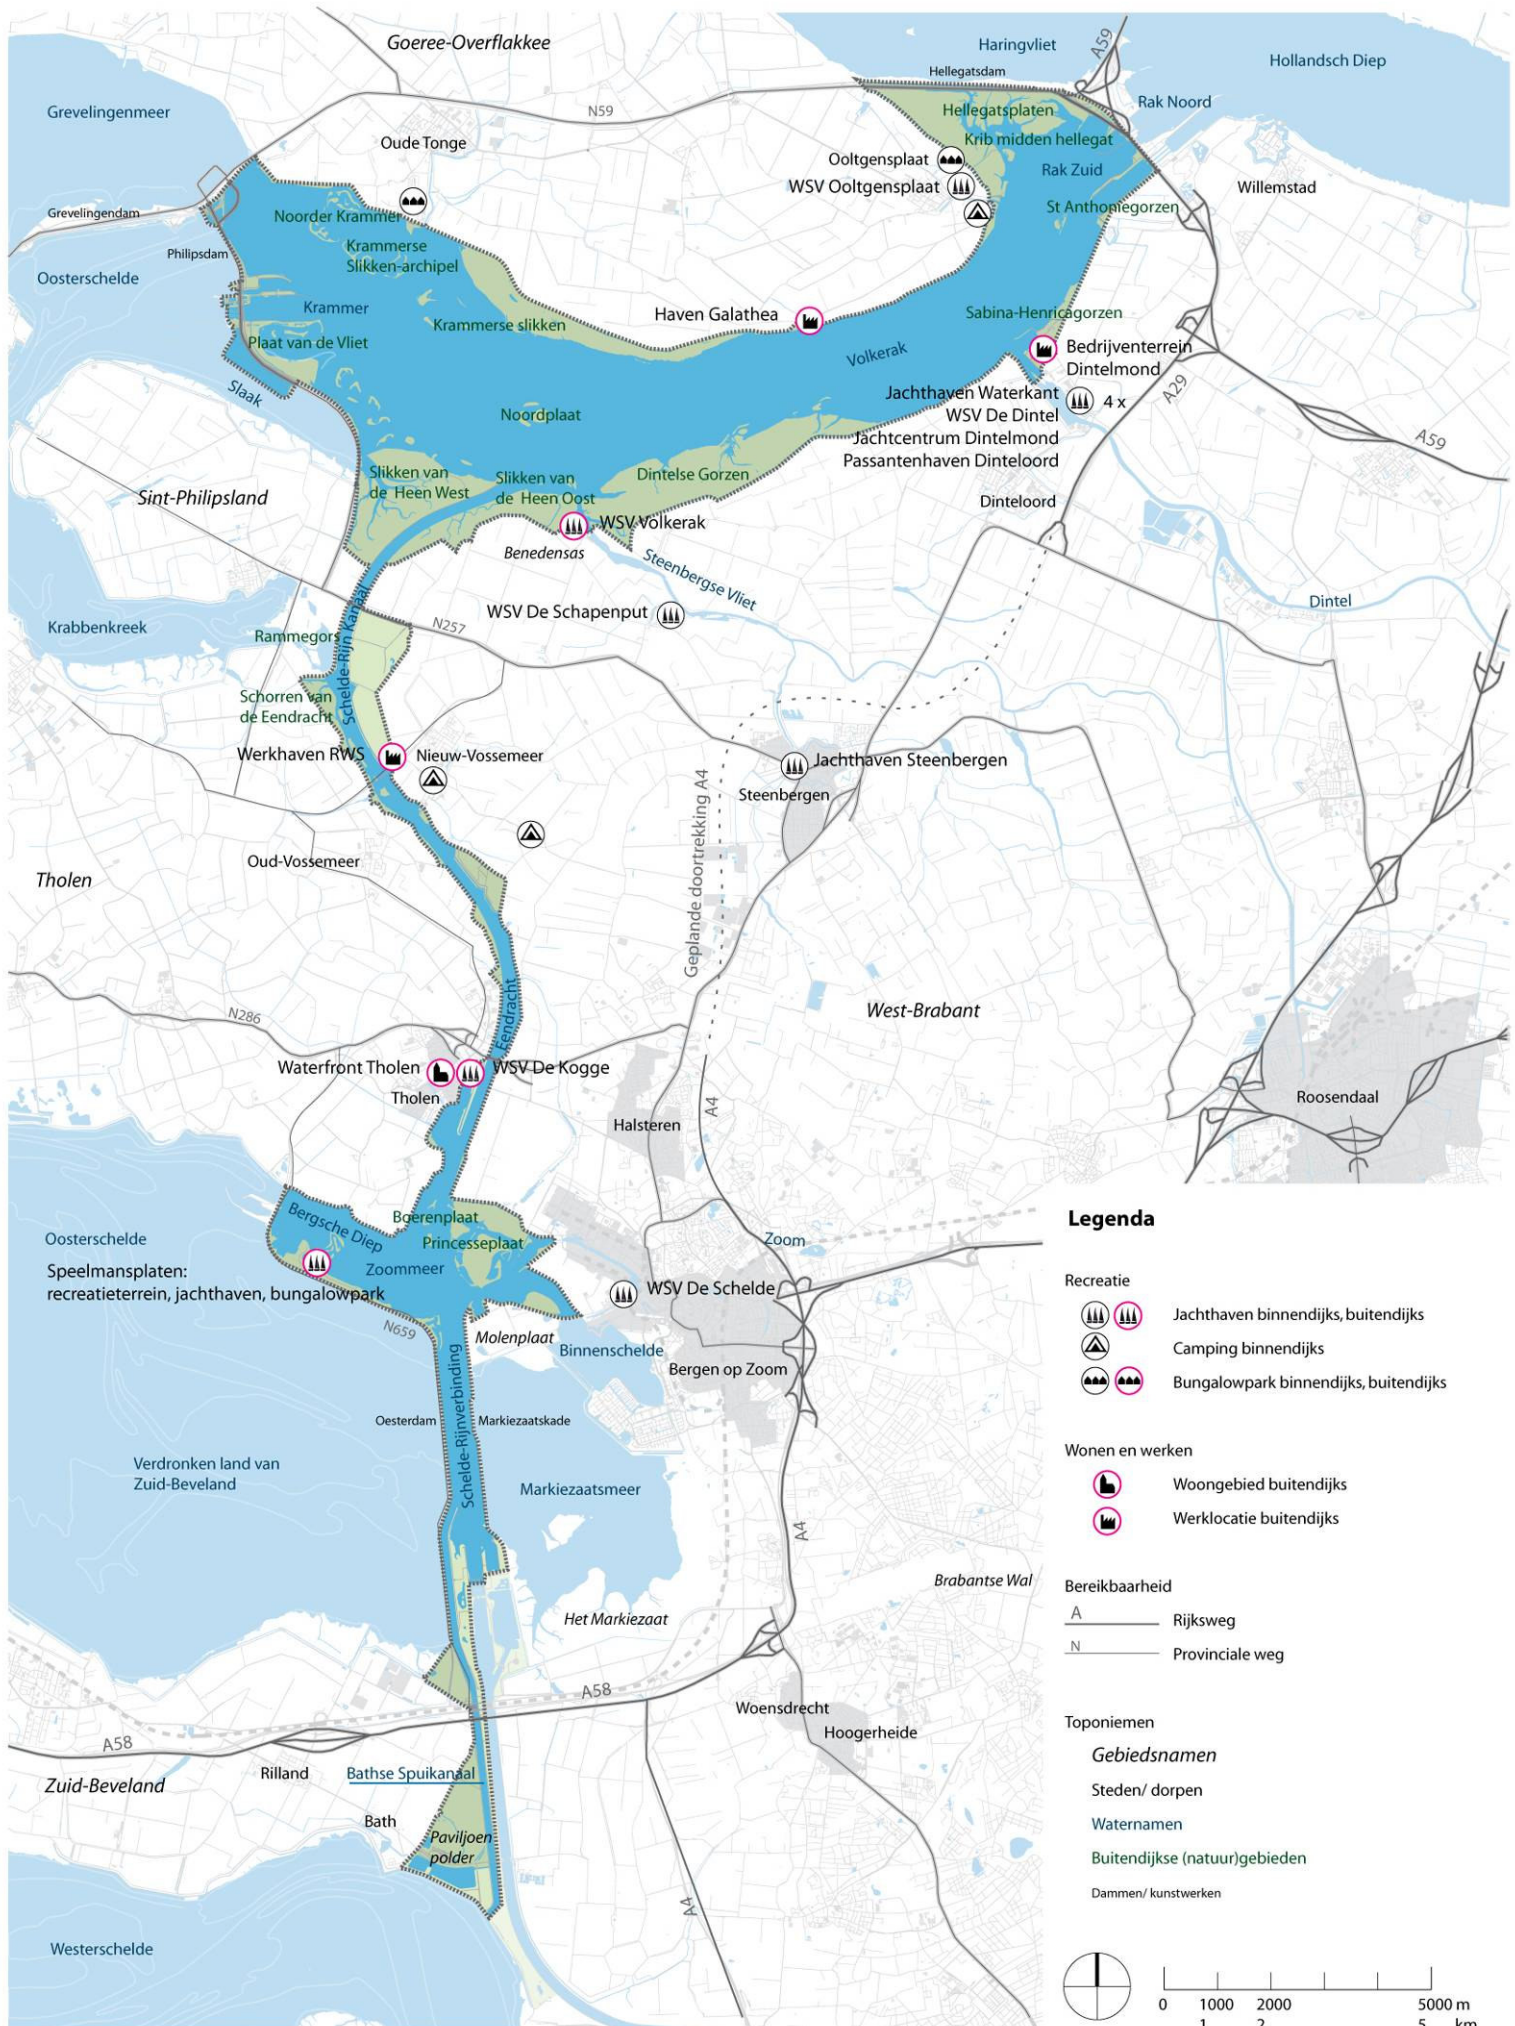 Goeree-Overflakkee
Haringvliet
A59
Hollandsch Diep
Hellegatsdam
Grevelingenmeer
N59
Hellegatsplaten
Rak Noord
Oude Tonge
Krib midden hellegat
Ooltgensplaat
Rak Zuid
WSV Ooltgensplaat
Willemstad
Grevelingendam
Noorder Krammer
St Anthoniegorzen
Philipsdam
Krammerse
Slikken-archipel
Oosterschelde
Krammer
Haven Galathea
Sabina-Henricagorzen
Krammerse slikken
Plaat van de Vliet
Volkerak
Bedrijventerrein
Dintelmond
Slaak
Jachthaven Waterkant
4 x
A29
WSV De Dintel
Noordplaat
Jachtcentrum Dintelmond
A59
Passantenhaven Dinteloord
Slikken van
de Heen West
Slikken van
de Heen Oost
Dintelse Gorzen
Sint-Philipsland
Dinteloord
WSV Volkerak
Benedensas
Steenbergse Vliet
WSV De Schapenput
Dintel
Krabbenkreek
N257
Rammegors
Schelde-Rijn Kanaal
Schorren van
de Eendracht
Werkhaven RWS
Nieuw-Vossemeer
Jachthaven Steenbergen
Steenbergen
Geplande doortrekking A4
Oud-Vossemeer
Tholen
Eendracht
West-Brabant
N286
Waterfront Tholen
WSV De Kogge
Tholen
Roosendaal
Halsteren
A4
Bergsche Diep
Boerenplaat
Princesseplaat
Zoom
Oosterschelde
Zoommeer
Speelmansplaten:
recreatieterrein, jachthaven, bungalowpark
WSV De Schelde
N659
Molenplaat
Binnenschelde
Bergen op Zoom
Oesterdam
Markiezaatskade
Schelde-Rijnverbinding
Verdronken land van
Zuid-Beveland
Markiezaatsmeer
A4
Brabantse Wal
Het Markiezaat
A58
Woensdrecht
Hoogerheide
A58
Rilland
Bathse Spuikanaal
Zuid-Beveland
Bath
Paviljoen
polder
A4
Westerschelde
Legenda
Recreatie
Jachthaven binnendijks, buitendijks
Camping binnendijks
Bungalowpark binnendijks, buitendijks
Wonen en werken
Woongebied buitendijks
Werklocatie buitendijks
Bereikbaarheid
A
Rijksweg
N
Provinciale weg
Toponiemen
Gebiedsnamen
Steden/ dorpen
Waternamen
Buitendijkse (natuur)gebieden
Dammen/ kunstwerken
0 1000 2000 5000 m
1 2 5 km